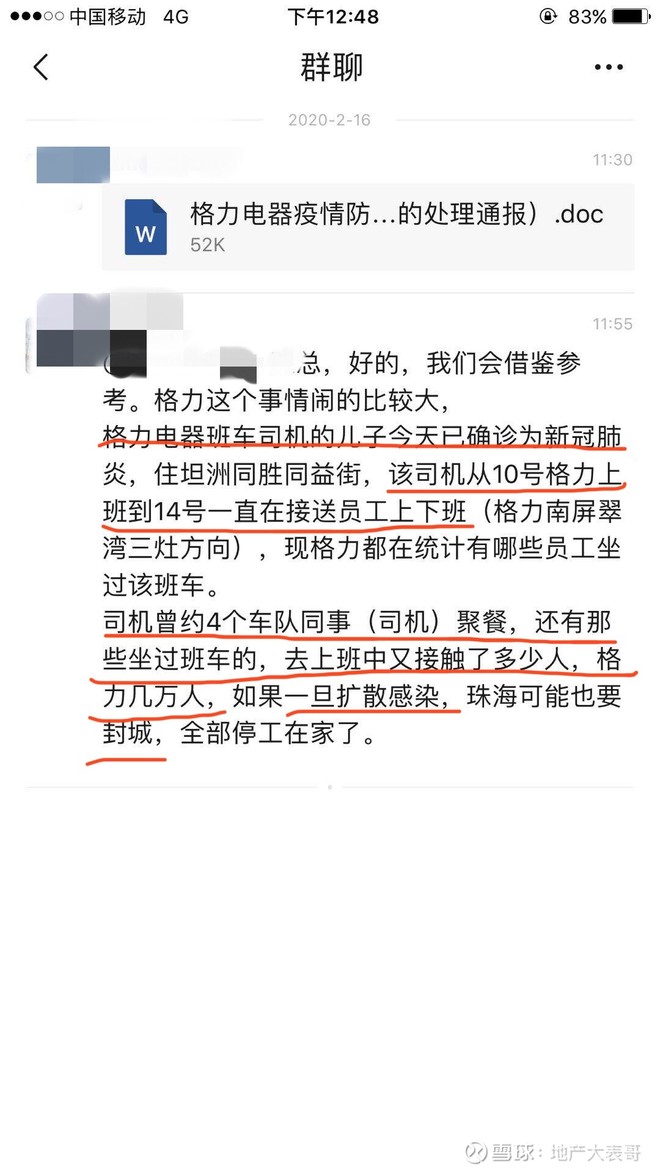 中国移动 4G 下午12:48 83%
群聊
2020-2-16
11:30
格力电器疫情防...的处理通报）.doc
W
52K
11:55
总，好的，我们会借鉴参
考。格力这个事情闹的比较大，
格力电器班车司机的儿子今天已确诊为新冠肺
炎，住坦洲同胜同益街，该司机从10号格力上
班到14号一直在接送员工上下班（格力南屏翠
湾三灶方向），现格力都在统计有哪些员工坐
过该班车。
司机曾约4个车队同事（司机）聚餐，还有那
些坐过班车的，去上班中又接触了多少人，格
力几万人，如果一旦扩散感染，珠海可能也要
封城，全部停工在家了。
雪球：地产大表哥